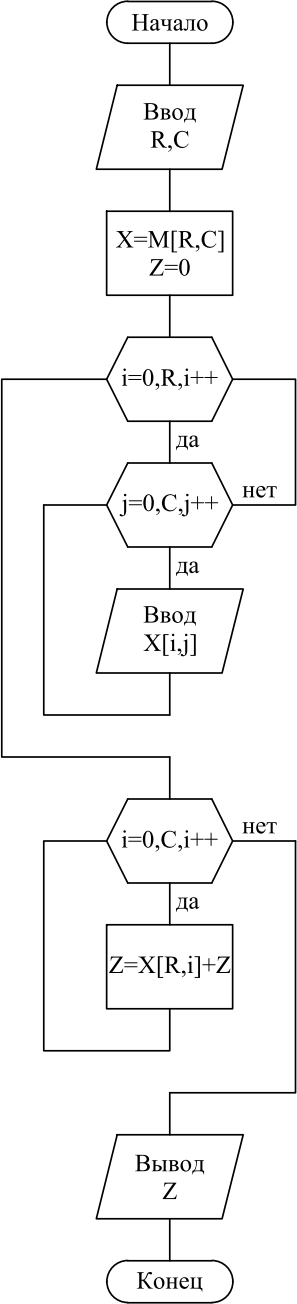 Начало
Ввод
R,C
X=M[R,C]
Z=0
i=0,R,i++
да
j=0,C,j++
нет
да
Ввод
X[i,j]
i=0,C,i++
нет
да
Z=X[R,i]+Z
Вывод
Z
Конец